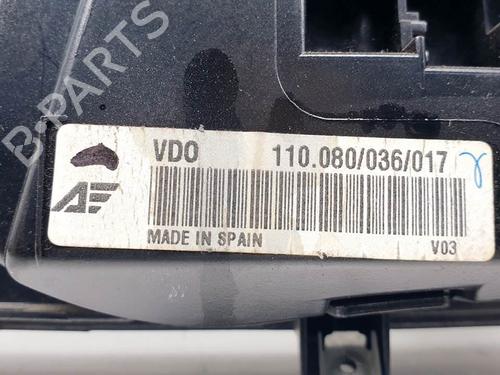 B-PARTS
VDO 110.080/036/017
AE
MADE IN SPAIN V03